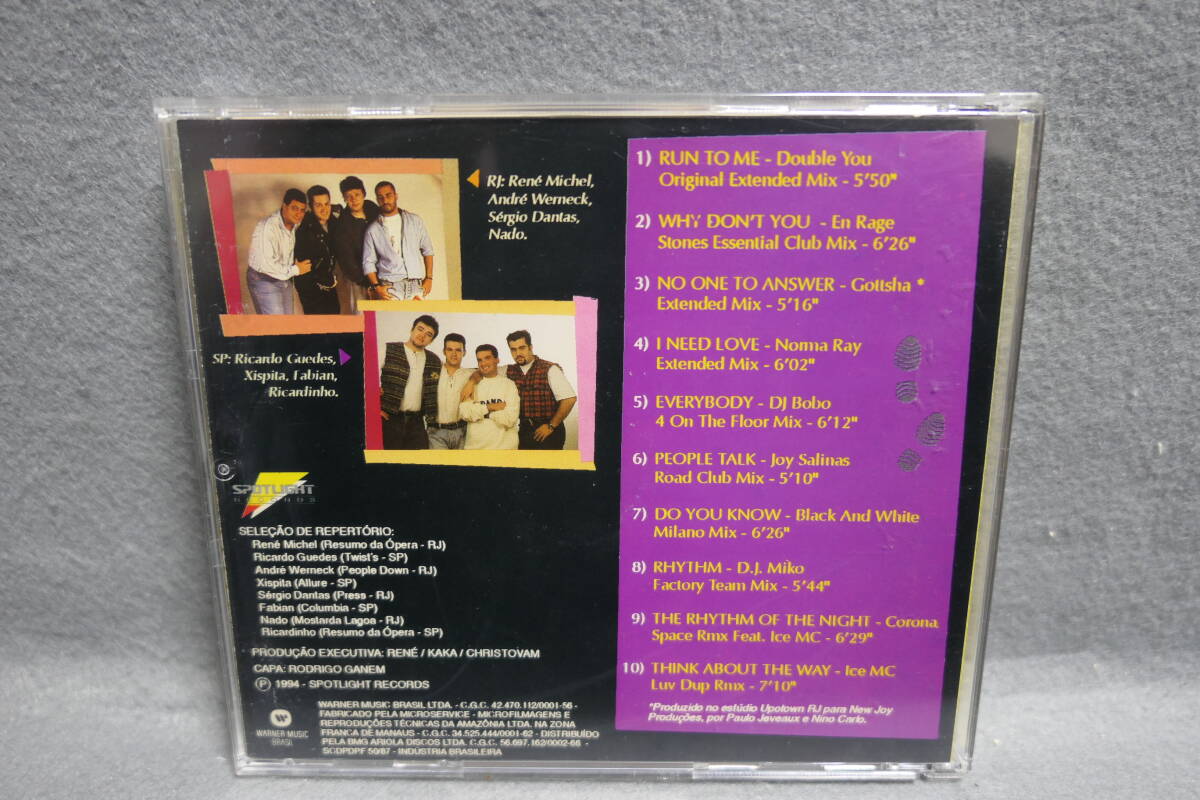 RJ: René Michel,
André Werneck,
Sérgio Dantas,
Nado.
SP: Ricardo Guedes,
Xispita, Fabian,
Ricardinho.
SPOTLIGHT
RECORDS
SELEÇÃO DE REPERTÓRIO:
René Michel (Resumo da Ópera - RJ)
Ricardo Guedes (Twist's - SP)
André Werneck (People Down - RJ)
Xispita (Allure - SP)
Sérgio Dantas (Press - RJ)
Fabian (Columbia - SP)
Nado (Mostarda Lagoa - RJ)
Ricardinho (Resumo da Ópera - SP)
PRODUÇÃO EXECUTIVA: RENÉ / KAKA / CHRISTOVAM
CAPA: RODRIGO GANEM
℗ 1994 - SPOTLIGHT RECORDS
WARNER MUSIC
BRASIL
WARNER MUSIC BRASIL LTDA. - C.G.C. 42.470.112/0001-56 -
FABRICADO PELA MICROSERVICE - MICROFILMAGENS E
REPRODUÇÕES TÉCNICAS DA AMAZÔNIA LTDA. NA ZONA
FRANCA DE MANAUS - C.G.C. 34.525.444/0001-62 - DISTRIBUÍDO
PELA BMG ARIOLA DISCOS LTDA. C.G.C. 56.697.162/0002-66 -
SCDPDPF 50/87 - INDÚSTRIA BRASILEIRA
1) RUN TO ME - Double You
Original Extended Mix - 5'50"
2) WHY DON'T YOU - En Rage
Stones Essential Club Mix - 6'26"
3) NO ONE TO ANSWER - Gottsha *
Extended Mix - 5'16"
4) I NEED LOVE - Norma Ray
Extended Mix - 6'02"
5) EVERYBODY - DJ Bobo
4 On The Floor Mix - 6'12"
6) PEOPLE TALK - Joy Salinas
Road Club Mix - 5'10"
7) DO YOU KNOW - Black And White
Milano Mix - 6'26"
8) RHYTHM - D.J. Miko
Factory Team Mix - 5'44"
9) THE RHYTHM OF THE NIGHT - Corona
Space Rmx Feat. Ice MC - 6'29"
10) THINK ABOUT THE WAY - Ice MC
Luv Dup Rmx - 7'10"
*Produzido no estúdio Upotown RJ para New Joy
Produções, por Paulo Jeveaux e Nino Carlo.